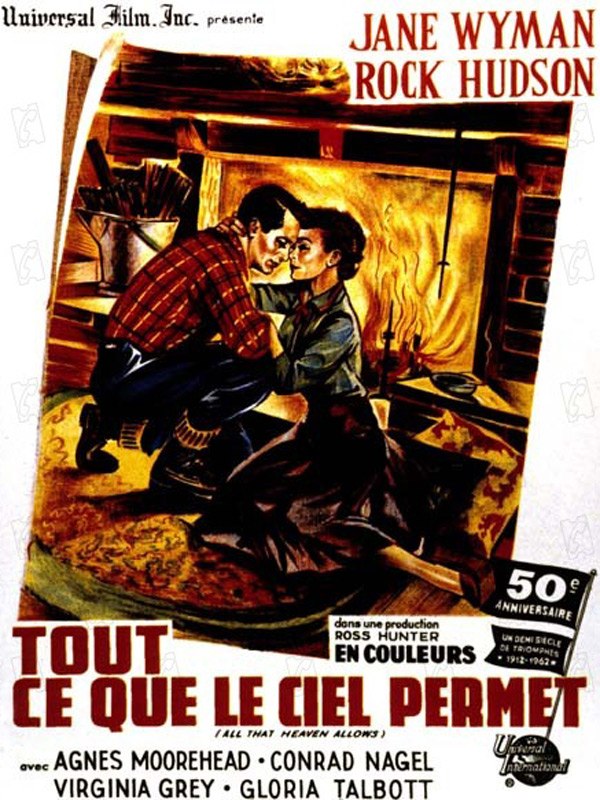 Universal Film. Inc. présente
JANE WYMAN
ROCK HUDSON
50e
ANNIVERSAIRE
UN DEMI SIÈCLE
DE TRIOMPHES
* 1912-1962 *
dans une production
ROSS HUNTER
EN COULEURS
TOUT
CE QUE LE CIEL PERMET
(ALL THAT HEAVEN ALLOWS)
avec AGNES MOOREHEAD • CONRAD NAGEL
VIRGINIA GREY • GLORIA TALBOTT
Universal
International